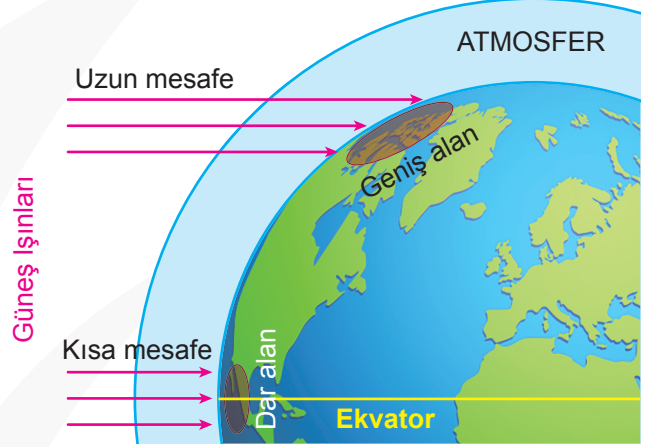 ATMOSFER
Uzun mesafe
Geniş alan
Güneş Işınları
Kısa mesafe
Dar alan
Ekvator